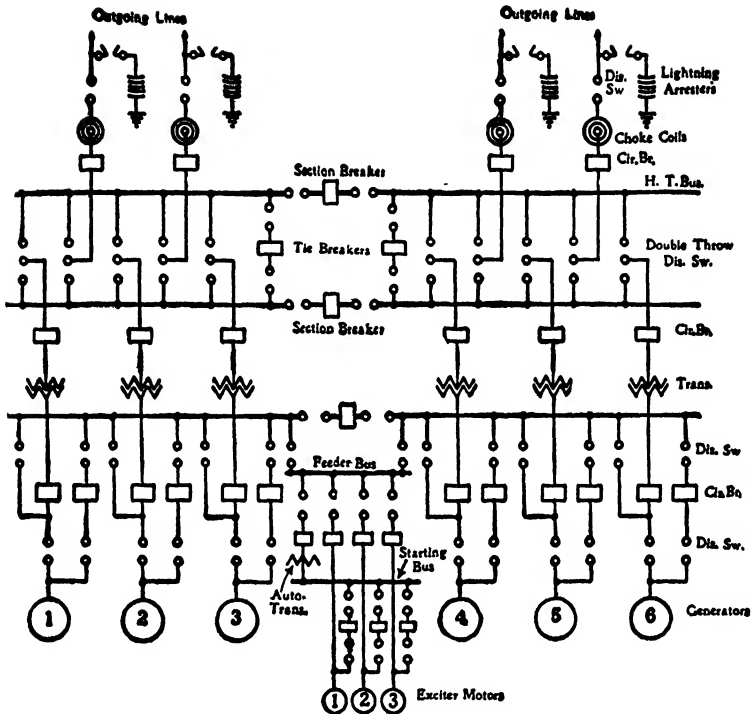 Outgoing Lines
Outgoing Lines
Dis.
Sw
Lightning
Arresters
Choke Coils
Cir. Br.
Section Breaker
H. T. Bus.
Tie Breakers
Double Throw
Dis. Sw.
Section Breaker
Cir. Br.
Trans.
Feeder Bus
Dis. Sw
Cir. Br.
Dis. Sw.
Starting
Bus
Auto-
Trans.
1 2 3 4 5 6 Generators
1 2 3 Exciter Motors